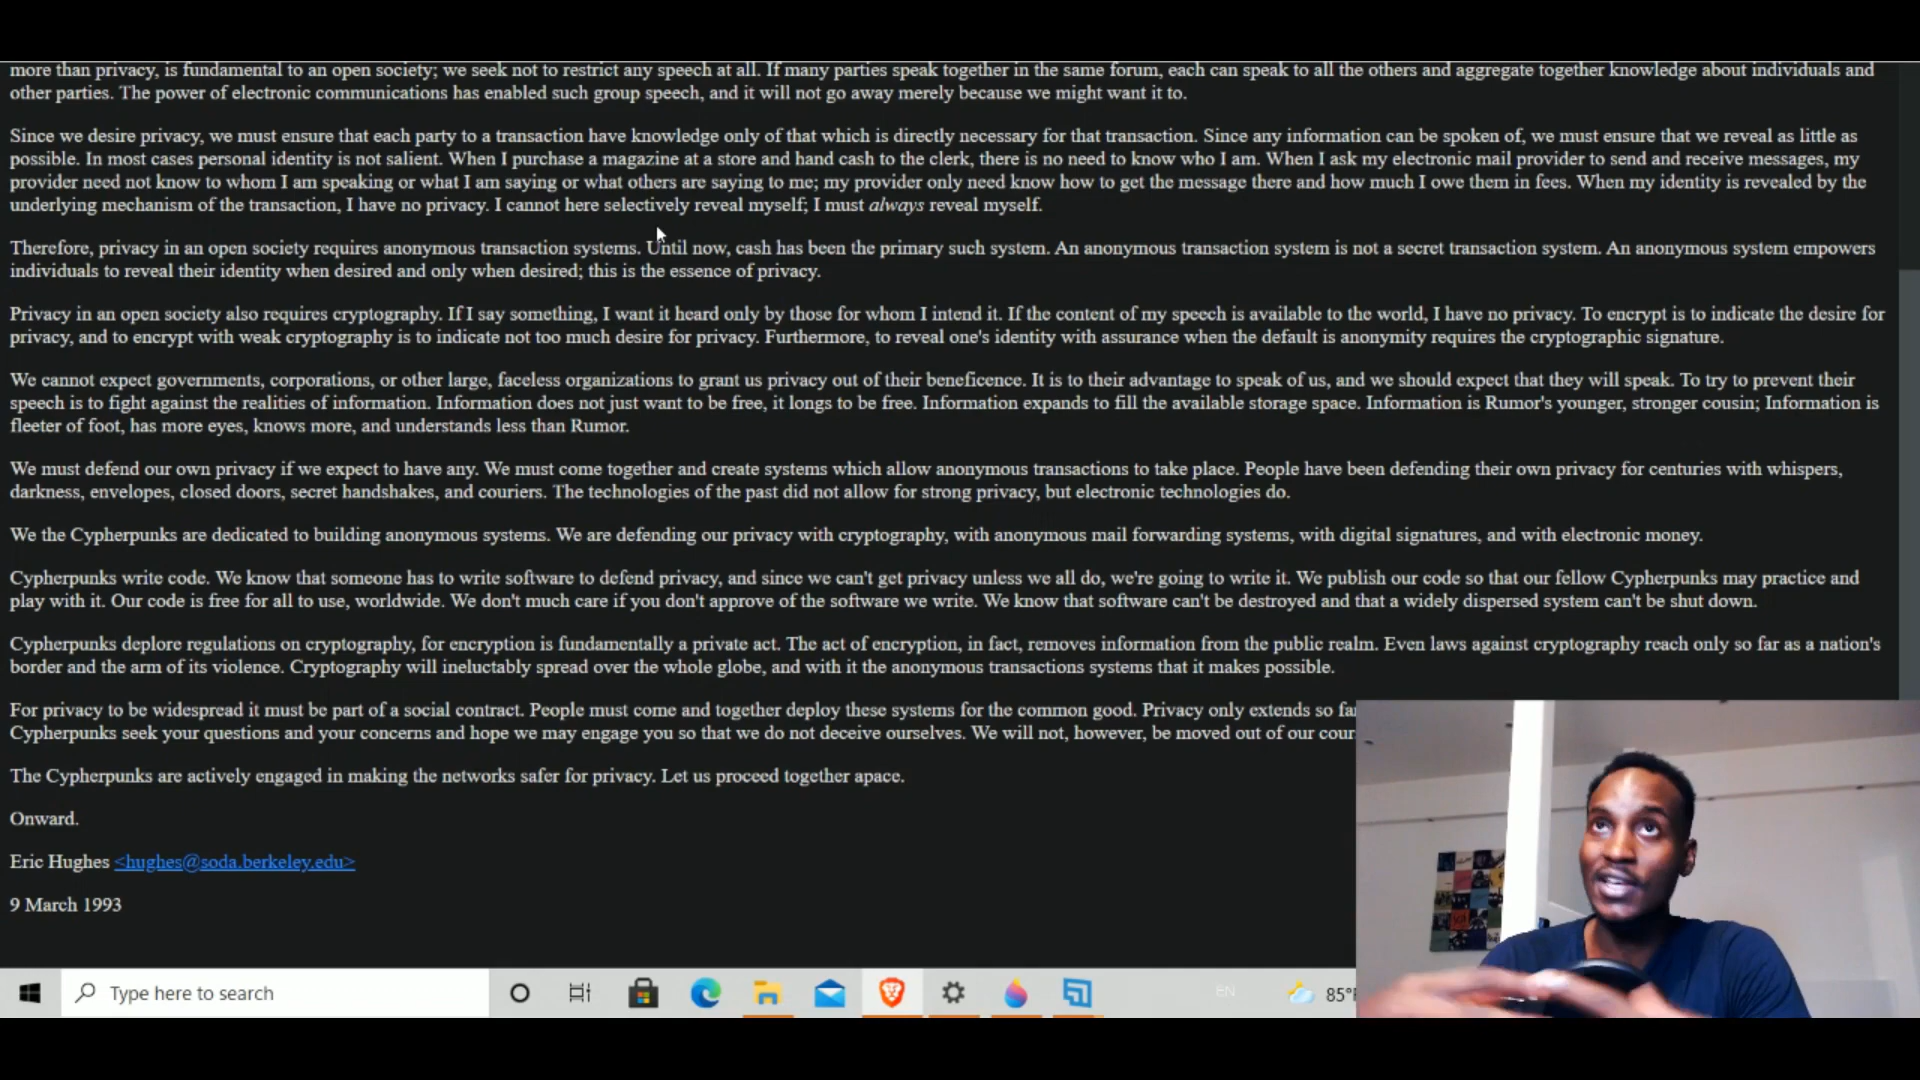 more than privacy, is fundamental to an open society; we seek not to restrict any speech at all. If many parties speak together in the same forum, each can speak to all the others and aggregate together knowledge about individuals and
other parties. The power of electronic communications has enabled such group speech, and it will not go away merely because we might want it to.
Since we desire privacy, we must ensure that each party to a transaction have knowledge only of that which is directly necessary for that transaction. Since any information can be spoken of, we must ensure that we reveal as little as
possible. In most cases personal identity is not salient. When I purchase a magazine at a store and hand cash to the clerk, there is no need to know who I am. When I ask my electronic mail provider to send and receive messages, my
provider need not know to whom I am speaking or what I am saying or what others are saying to me; my provider only need know how to get the message there and how much I owe them in fees. When my identity is revealed by the
underlying mechanism of the transaction, I have no privacy. I cannot here selectively reveal myself; I must always reveal myself.
Therefore, privacy in an open society requires anonymous transaction systems. Until now, cash has been the primary such system. An anonymous transaction system is not a secret transaction system. An anonymous system empowers
individuals to reveal their identity when desired and only when desired; this is the essence of privacy.
Privacy in an open society also requires cryptography. If I say something, I want it heard only by those for whom I intend it. If the content of my speech is available to the world, I have no privacy. To encrypt is to indicate the desire for
privacy, and to encrypt with weak cryptography is to indicate not too much desire for privacy. Furthermore, to reveal one's identity with assurance when the default is anonymity requires the cryptographic signature.
We cannot expect governments, corporations, or other large, faceless organizations to grant us privacy out of their beneficence. It is to their advantage to speak of us, and we should expect that they will speak. To try to prevent their
speech is to fight against the realities of information. Information does not just want to be free, it longs to be free. Information expands to fill the available storage space. Information is Rumor's younger, stronger cousin; Information is
fleeter of foot, has more eyes, knows more, and understands less than Rumor.
We must defend our own privacy if we expect to have any. We must come together and create systems which allow anonymous transactions to take place. People have been defending their own privacy for centuries with whispers,
darkness, envelopes, closed doors, secret handshakes, and couriers. The technologies of the past did not allow for strong privacy, but electronic technologies do.
We the Cypherpunks are dedicated to building anonymous systems. We are defending our privacy with cryptography, with anonymous mail forwarding systems, with digital signatures, and with electronic money.
Cypherpunks write code. We know that someone has to write software to defend privacy, and since we can't get privacy unless we all do, we're going to write it. We publish our code so that our fellow Cypherpunks may practice and
play with it. Our code is free for all to use, worldwide. We don't much care if you don't approve of the software we write. We know that software can't be destroyed and that a widely dispersed system can't be shut down.
Cypherpunks deplore regulations on cryptography, for encryption is fundamentally a private act. The act of encryption, in fact, removes information from the public realm. Even laws against cryptography reach only so far as a nation's
border and the arm of its violence. Cryptography will ineluctably spread over the whole globe, and with it the anonymous transactions systems that it makes possible.
For privacy to be widespread it must be part of a social contract. People must come and together deploy these systems for the common good. Privacy only extends so far
Cypherpunks seek your questions and your concerns and hope we may engage you so that we do not deceive ourselves. We will not, however, be moved out of our cour
The Cypherpunks are actively engaged in making the networks safer for privacy. Let us proceed together apace.
Onward.
Eric Hughes <hughes@soda.berkeley.edu>
9 March 1993
Type here to search
EN
85°F